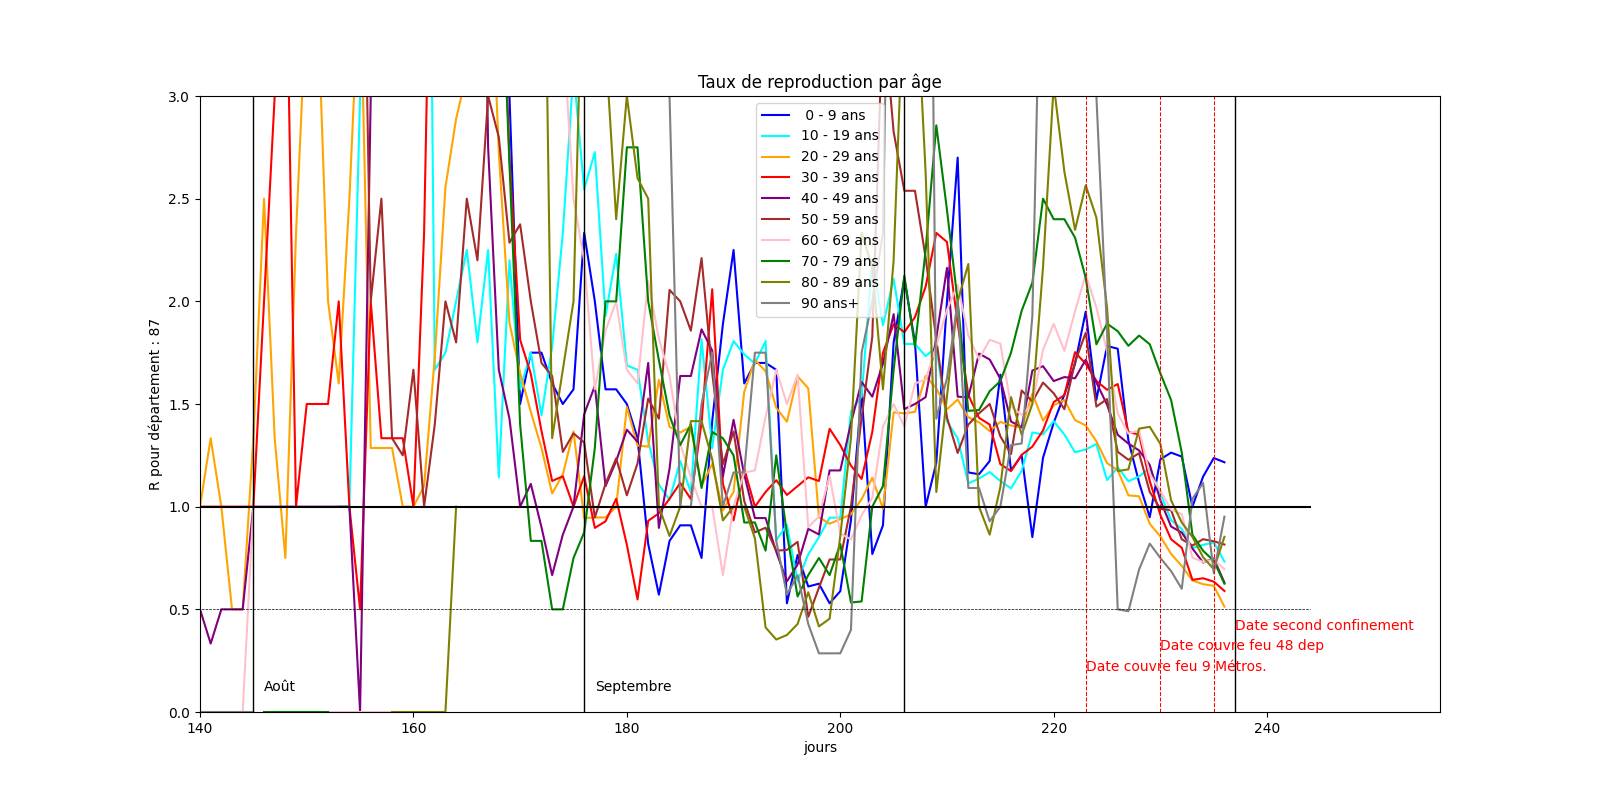 Taux de reproduction par âge
R pour département : 87
3.0
2.5
2.0
1.5
1.0
0.5
0.0
0 - 9 ans
10 - 19 ans
20 - 29 ans
30 - 39 ans
40 - 49 ans
50 - 59 ans
60 - 69 ans
70 - 79 ans
80 - 89 ans
90 ans+
Date second confinement
Date couvre feu 48 dep
Date couvre feu 9 Métros.
Août
Septembre
140
160
180
200
220
240
jours